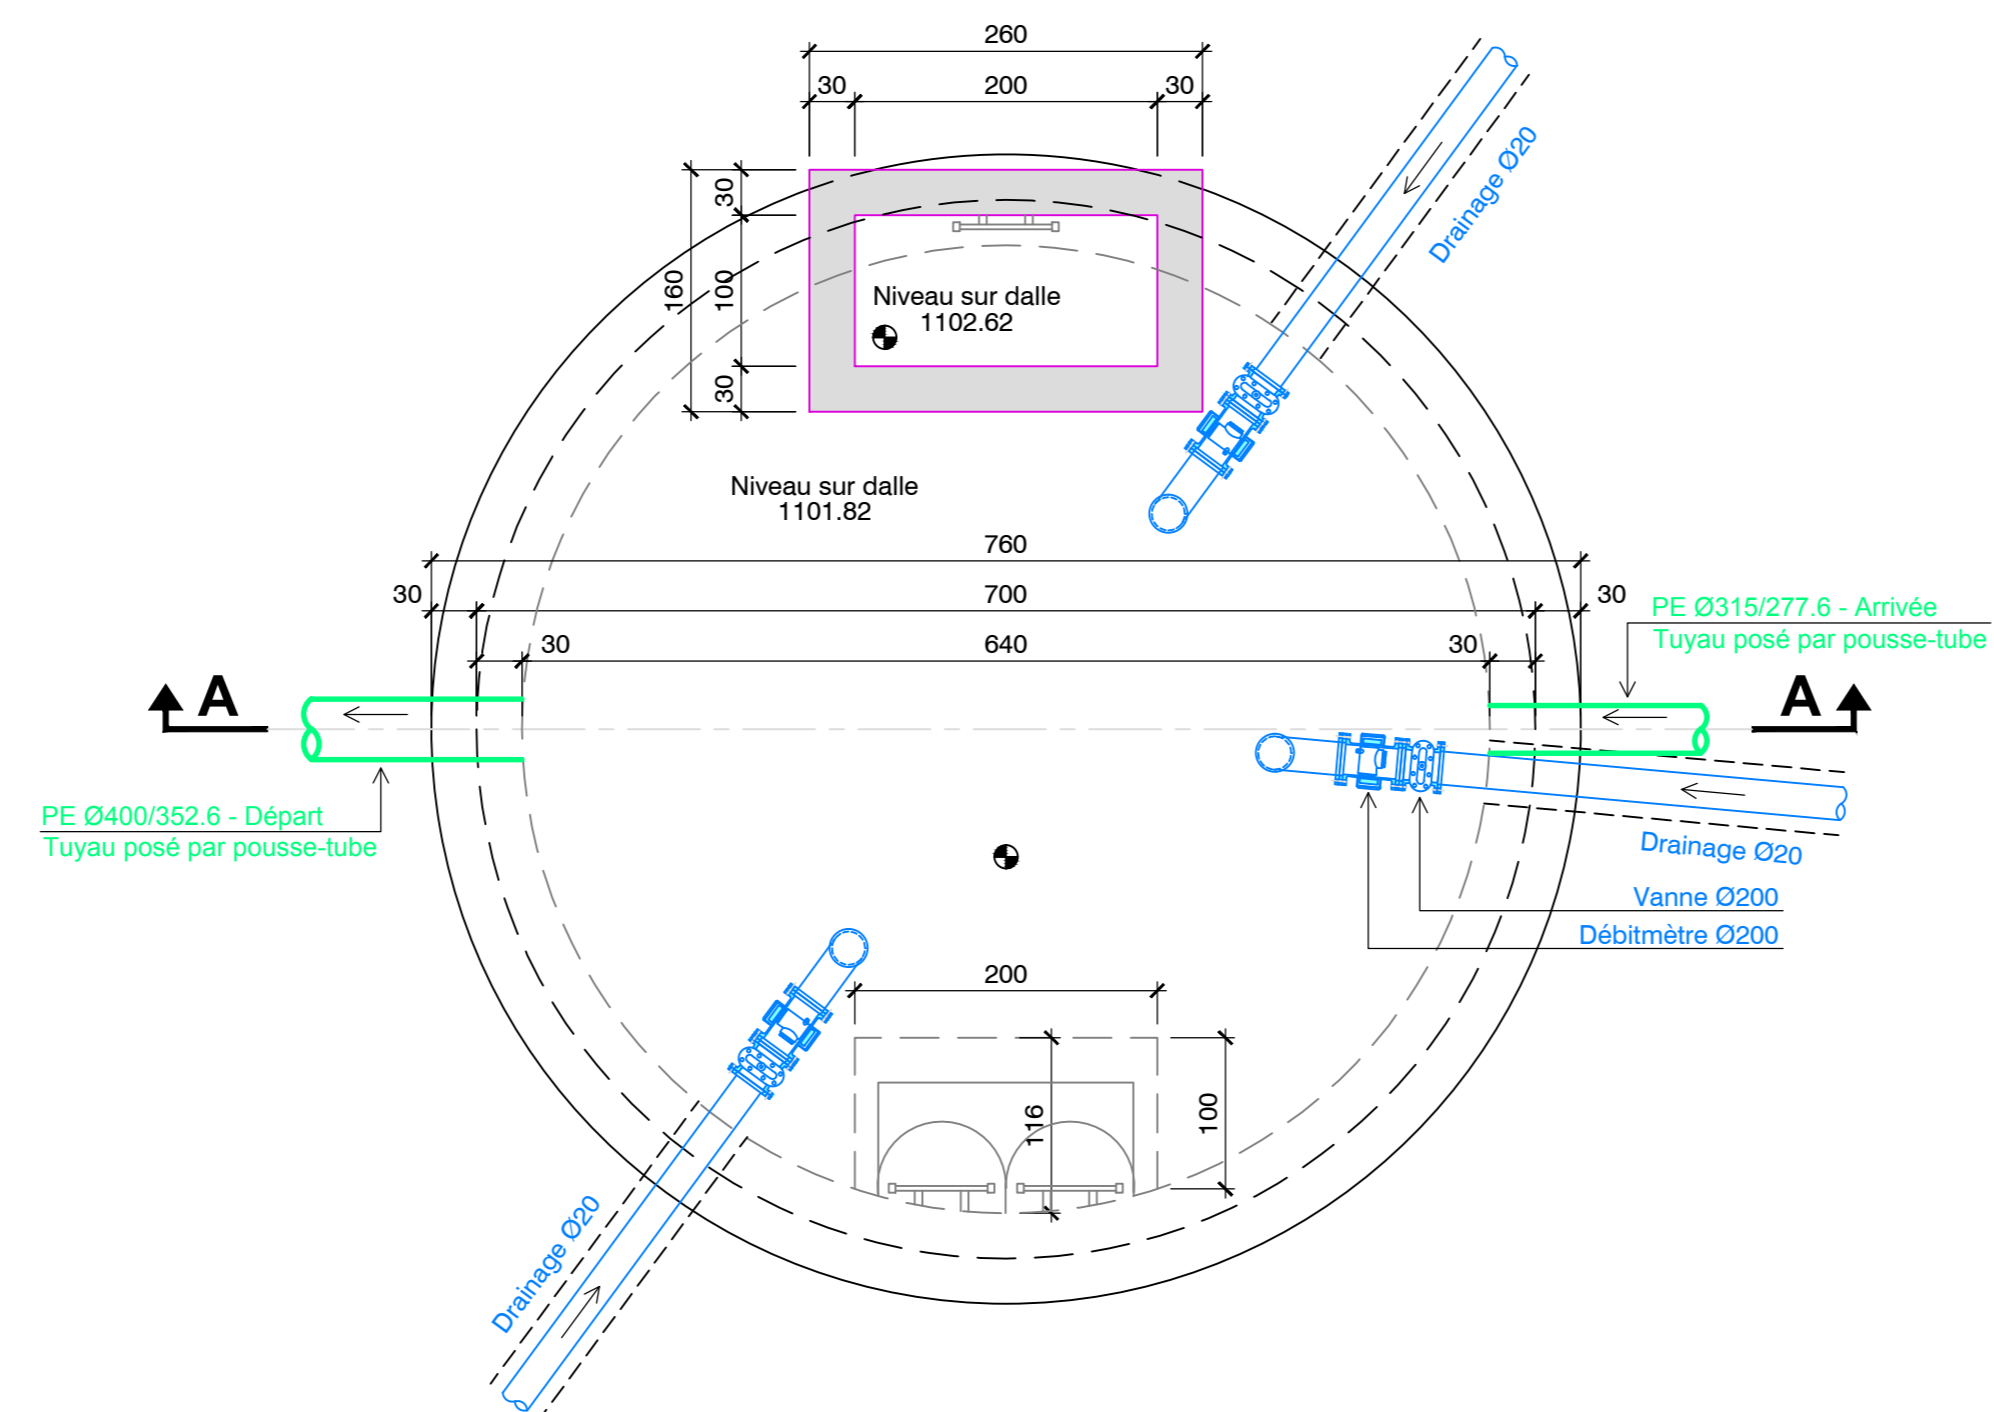 260
30 200 30
30
160 100
30
Niveau sur dalle
1102.62
Drainage Ø20
Niveau sur dalle
1101.82
760
30 700 30
30 640 30
PE Ø315/277.6 - Arrivée
Tuyau posé par pousse-tube
A A
PE Ø400/352.6 - Départ
Tuyau posé par pousse-tube
Drainage Ø20
Vanne Ø200
Débitmètre Ø200
200
116 100
Drainage Ø20